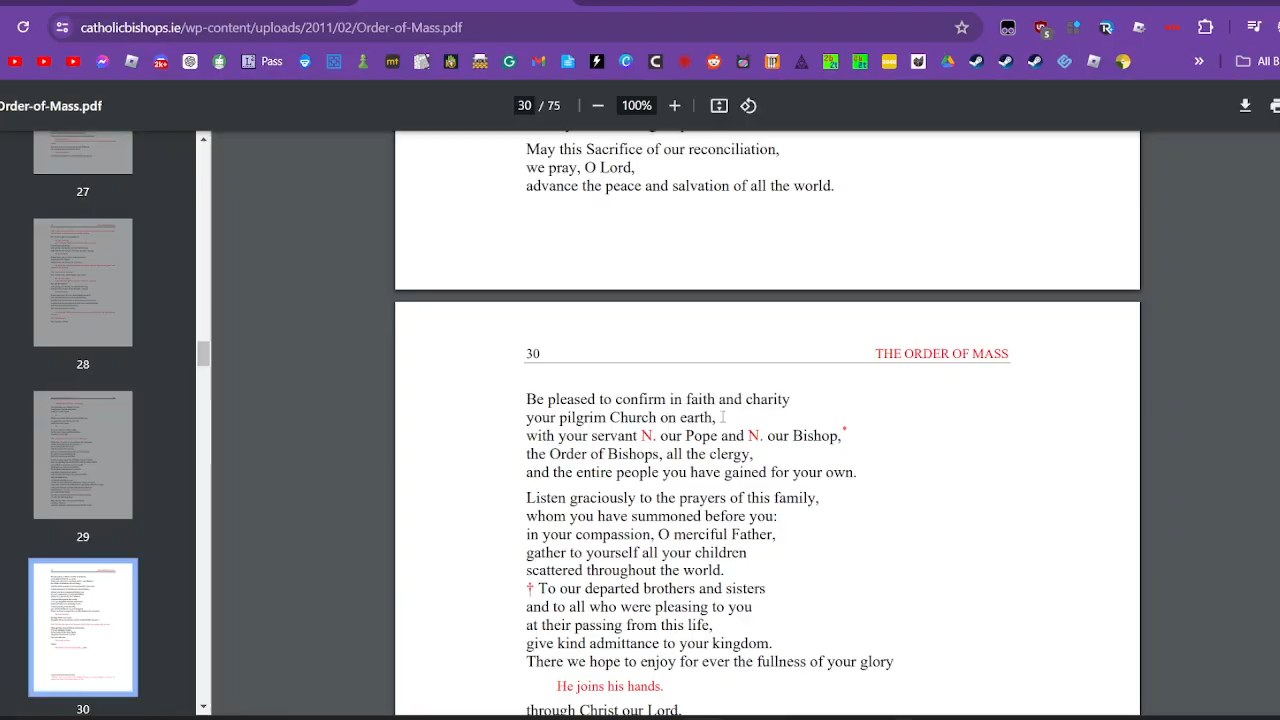 catholicbishops.ie/wp-content/uploads/2011/02/Order-of-Mass.pdf
5
2K+
Pass
All B
Order-of-Mass.pdf
30 / 75
100%
27
28
29
30
May this Sacrifice of our reconciliation,
we pray, O Lord,
advance the peace and salvation of all the world.
30 THE ORDER OF MASS
Be pleased to confirm in faith and charity
your pilgrim Church on earth,
with your servant N. our Pope and N. our Bishop,*
the Order of Bishops, all the clergy,
and the entire people you have gained for your own.
Listen graciously to the prayers of this family,
whom you have summoned before you:
in your compassion, O merciful Father,
gather to yourself all your children
scattered throughout the world.
† To our departed brothers and sisters
and to all who were pleasing to you
at their passing from this life,
give kind admittance to your kingdom.
There we hope to enjoy for ever the fullness of your glory
He joins his hands.
through Christ our Lord,